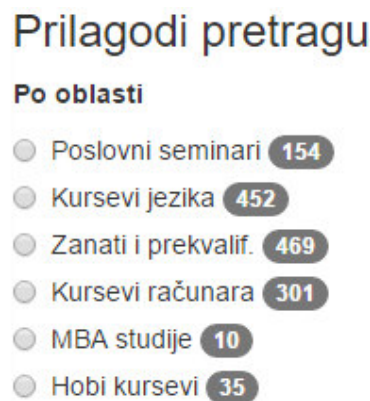 Prilagodi pretragu
Po oblasti
Poslovni seminari 154
Kursevi jezika 452
Zanati i prekvalif. 469
Kursevi računara 301
MBA studije 10
Hobi kursevi 35